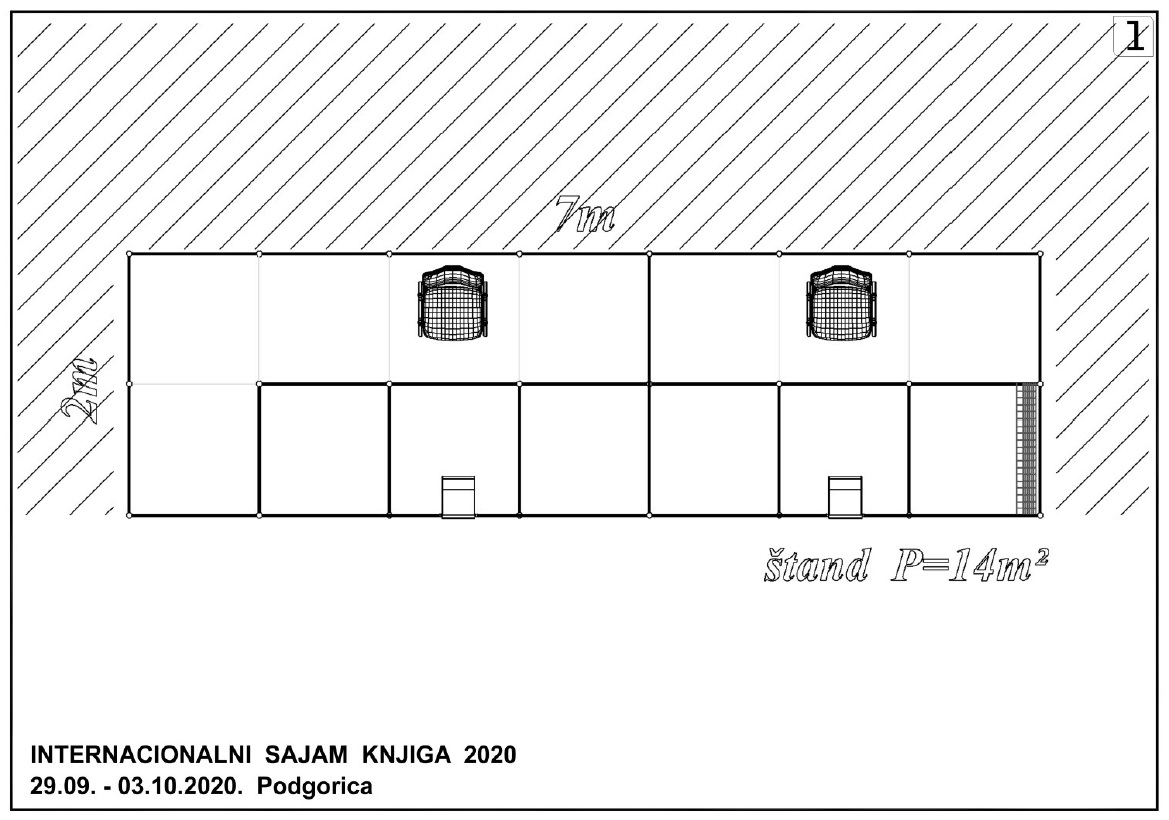 1
7m
2m
štand P=14m²
INTERNACIONALNI SAJAM KNJIGA 2020
29.09. - 03.10.2020. Podgorica